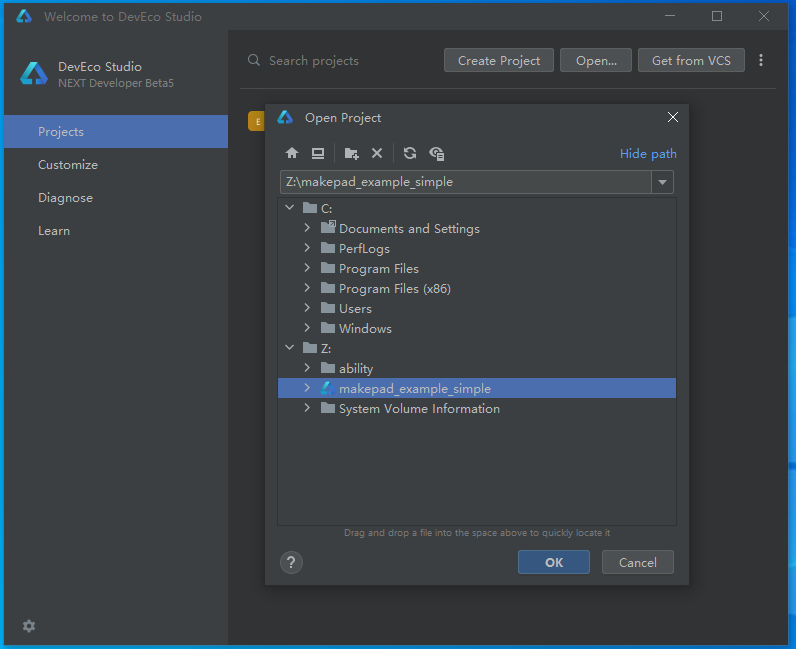 Welcome to DevEco Studio
DevEco Studio
NEXT Developer Beta5
Search projects
Create Project
Open...
Get from VCS
Projects
Customize
Diagnose
Learn
E
Open Project
Hide path
Z:\makepad_example_simple
C:
Documents and Settings
PerfLogs
Program Files
Program Files (x86)
Users
Windows
Z:
ability
makepad_example_simple
System Volume Information
Drag and drop a file into the space above to quickly locate it
?
OK
Cancel